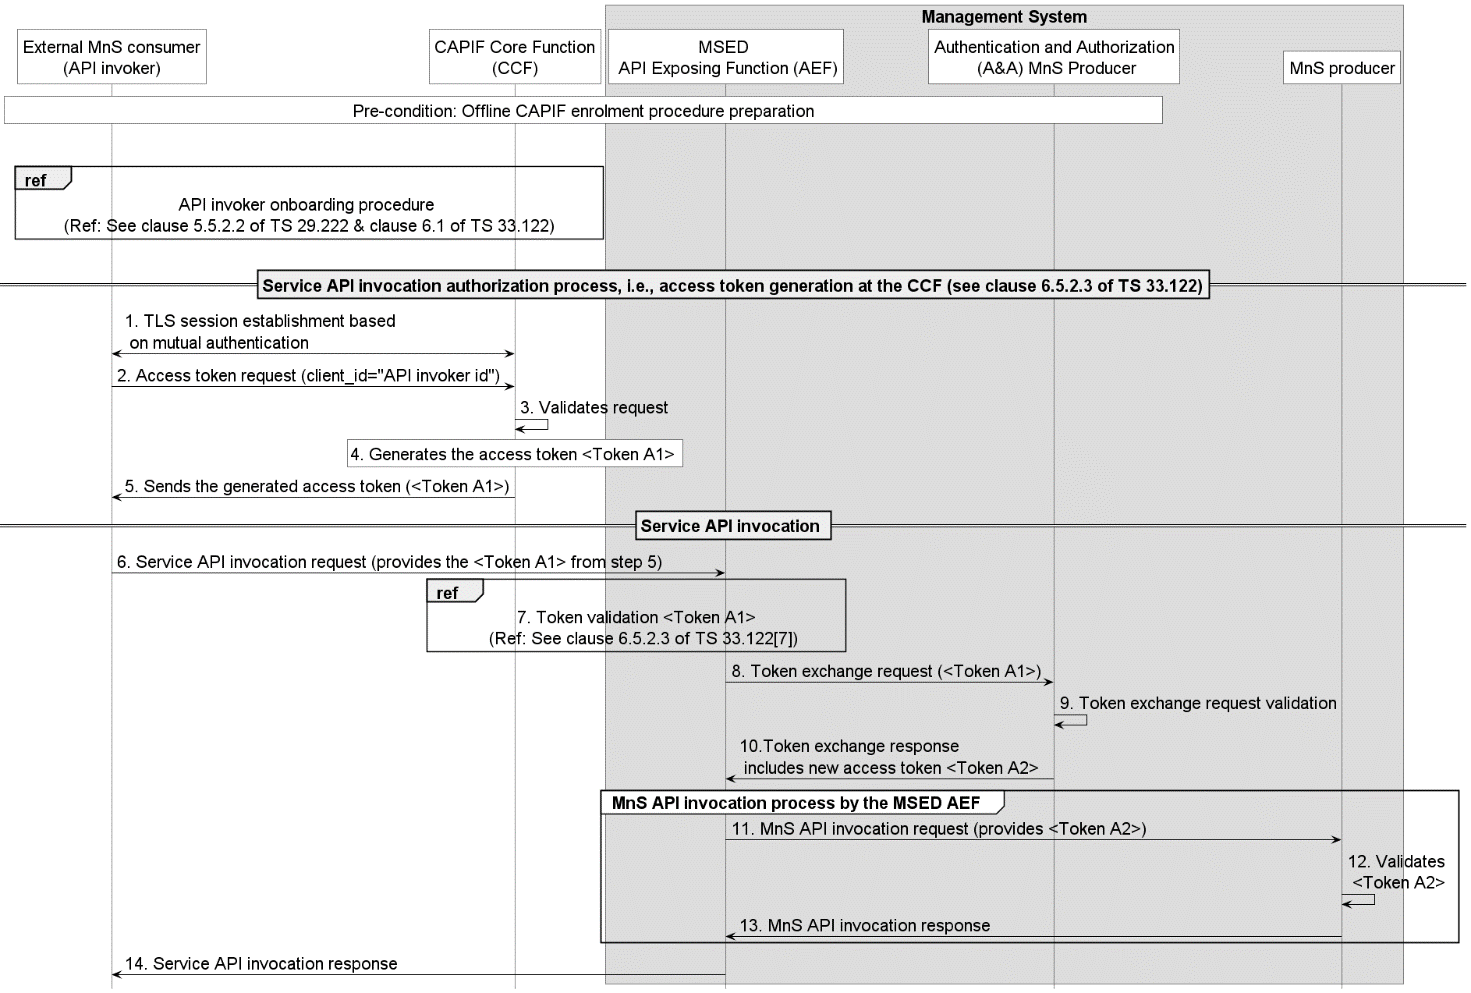 Management System
External MnS consumer
(API invoker)
CAPIF Core Function
(CCF)
MSED
API Exposing Function (AEF)
Authentication and Authorization
(A&A) MnS Producer
MnS producer
Pre-condition: Offline CAPIF enrolment procedure preparation
ref
API invoker onboarding procedure
(Ref: See clause 5.5.2.2 of TS 29.222 & clause 6.1 of TS 33.122)
Service API invocation authorization process, i.e., access token generation at the CCF (see clause 6.5.2.3 of TS 33.122)
1. TLS session establishment based
on mutual authentication
2. Access token request (client_id="API invoker id")
3. Validates request
4. Generates the access token <Token A1>
5. Sends the generated access token (<Token A1>)
Service API invocation
6. Service API invocation request (provides the <Token A1> from step 5)
ref
7. Token validation <Token A1>
(Ref: See clause 6.5.2.3 of TS 33.122[7])
8. Token exchange request (<Token A1>)
9. Token exchange request validation
10.Token exchange response
includes new access token <Token A2>
MnS API invocation process by the MSED AEF
11. MnS API invocation request (provides <Token A2>)
12. Validates
<Token A2>
13. MnS API invocation response
14. Service API invocation response